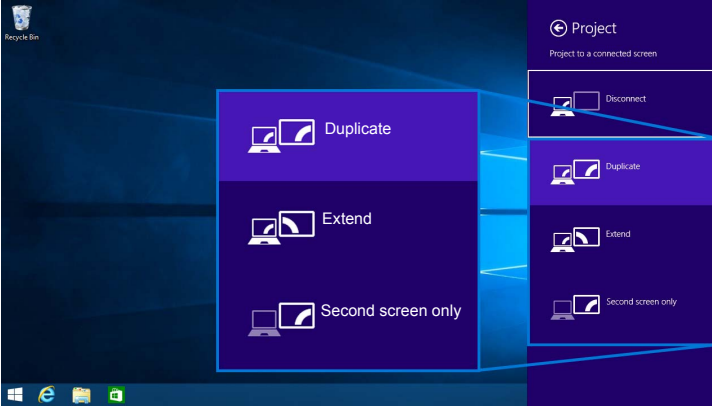 Recycle Bin
Project
Project to a connected screen
Disconnect
Duplicate
Extend
Second screen only
Duplicate
Extend
Second screen only